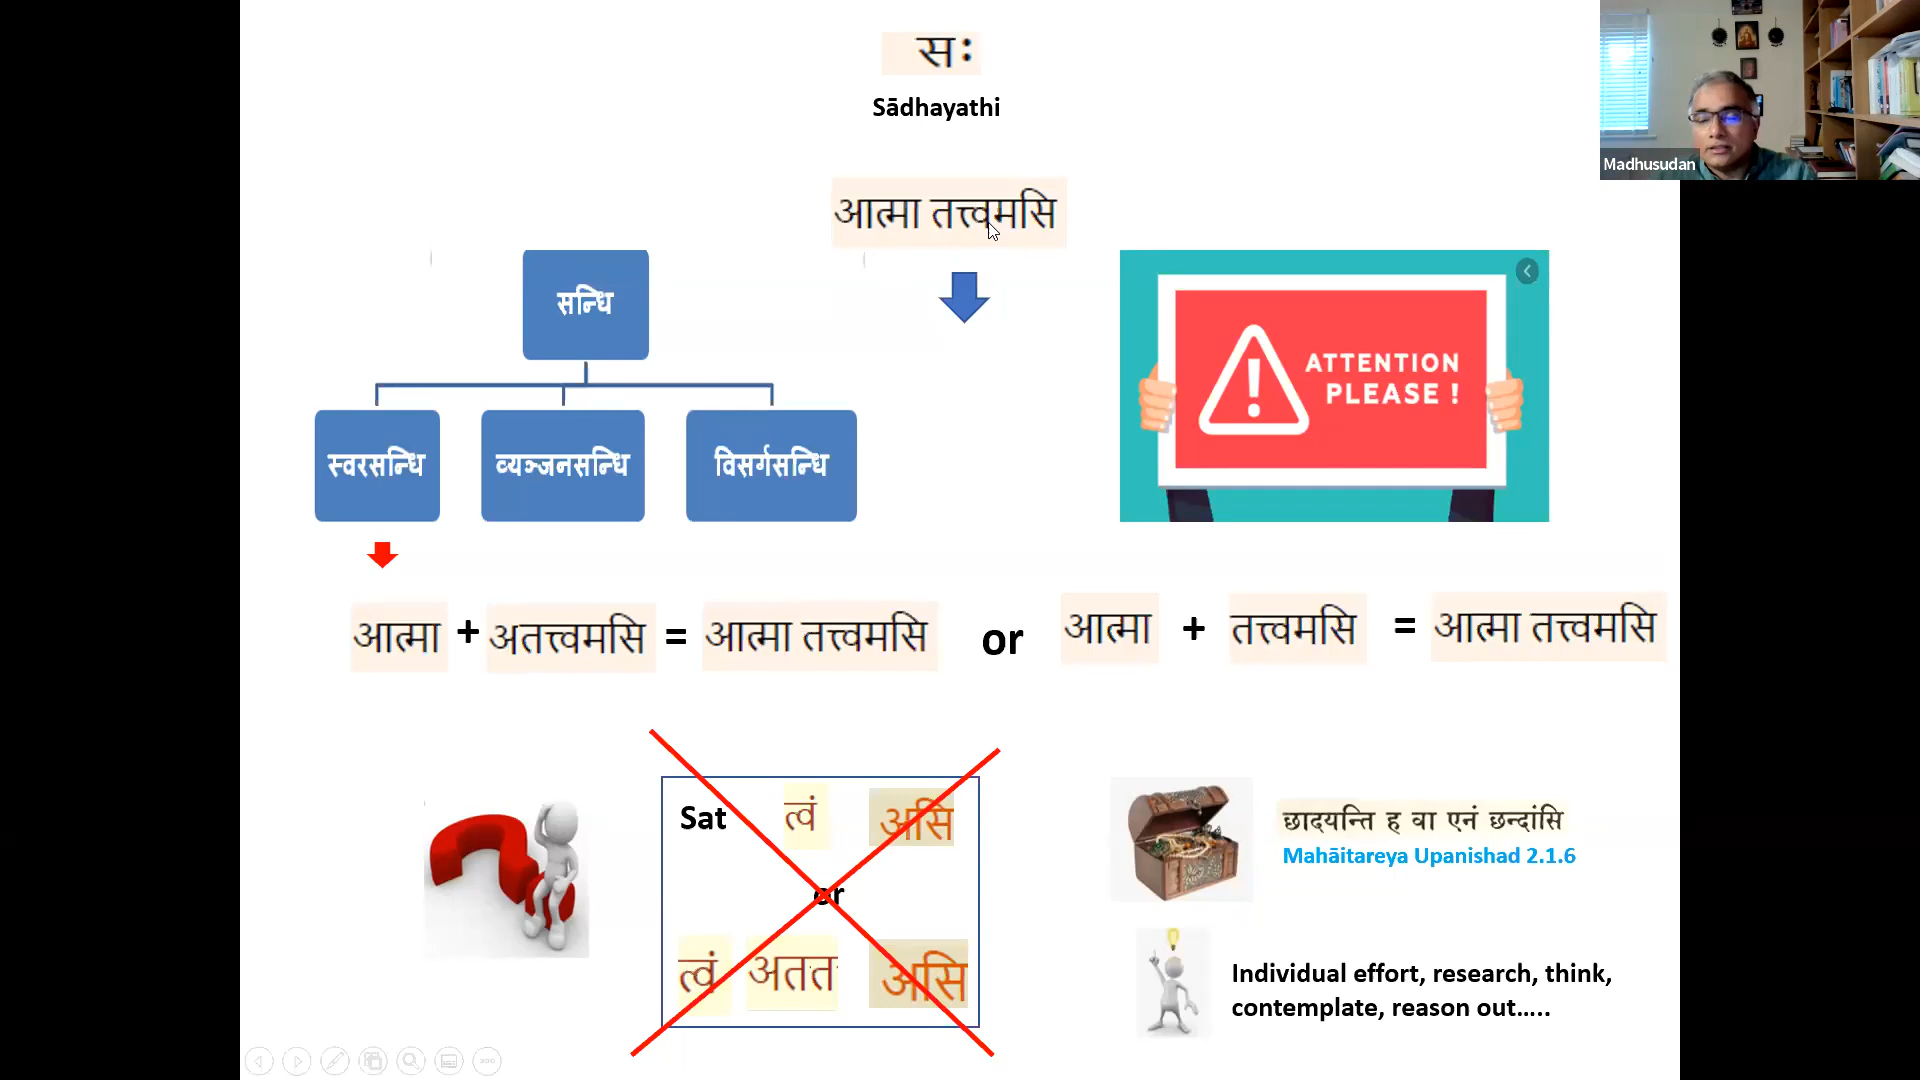 सः
Sādhayathi
Madhusudan
आत्मा तत्त्वमसि
सन्धि
स्वरसन्धि व्यञ्जनसन्धि विसर्गसन्धि
ATTENTION
PLEASE !
आत्मा + अतत्त्वमसि = आत्मा तत्त्वमसि or आत्मा + तत्त्वमसि = आत्मा तत्त्वमसि
Sat त्वं असि
or
त्वं अतत असि
छादयन्ति ह वा एनं छन्दांसि
Mahāitareya Upanishad 2.1.6
Individual effort, research, think,
contemplate, reason out.....